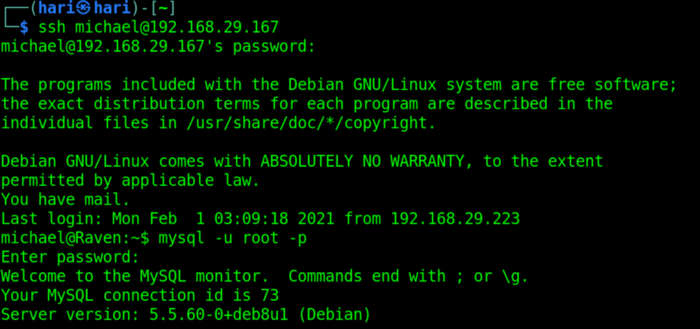 ┌──(hari㉿hari)-[~]
└─$ ssh michael@192.168.29.167
michael@192.168.29.167's password:
The programs included with the Debian GNU/Linux system are free software;
the exact distribution terms for each program are described in the
individual files in /usr/share/doc/*/copyright.
Debian GNU/Linux comes with ABSOLUTELY NO WARRANTY, to the extent
permitted by applicable law.
You have mail.
Last login: Mon Feb  1 03:09:18 2021 from 192.168.29.223
michael@Raven:~$ mysql -u root -p
Enter password:
Welcome to the MySQL monitor.  Commands end with ; or \g.
Your MySQL connection id is 73
Server version: 5.5.60-0+deb8u1 (Debian)